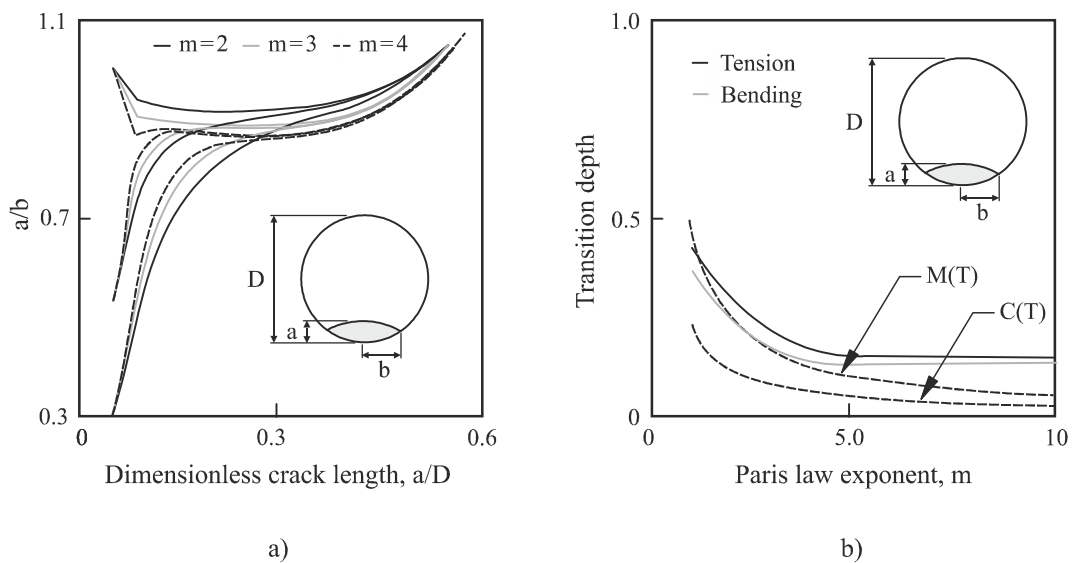 1.1
0.7
0.3
a/b
m=2 m=3 m=4
D
a
b
0 0.3 0.6
Dimensionless crack length, a/D
a)
1.0
0.5
0
Transition depth
Tension
Bending
D
a
b
M(T)
C(T)
0 5.0 10
Paris law exponent, m
b)